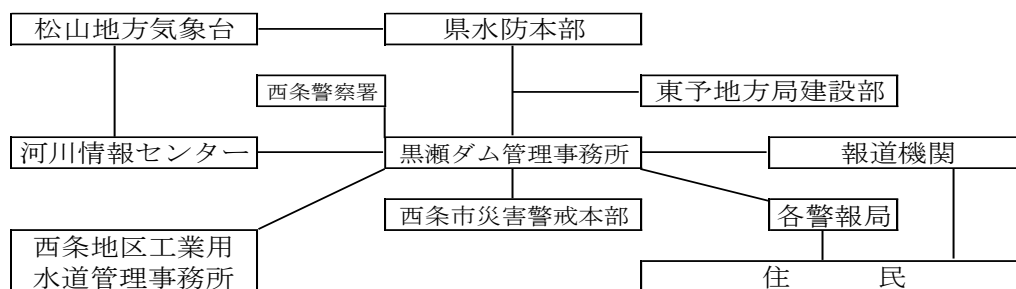 松山地方気象台
県水防本部
西条警察署
東予地方局建設部
河川情報センター
黒瀬ダム管理事務所
報道機関
西条市災害警戒本部
各警報局
西条地区工業用
水道管理事務所
住　　　民